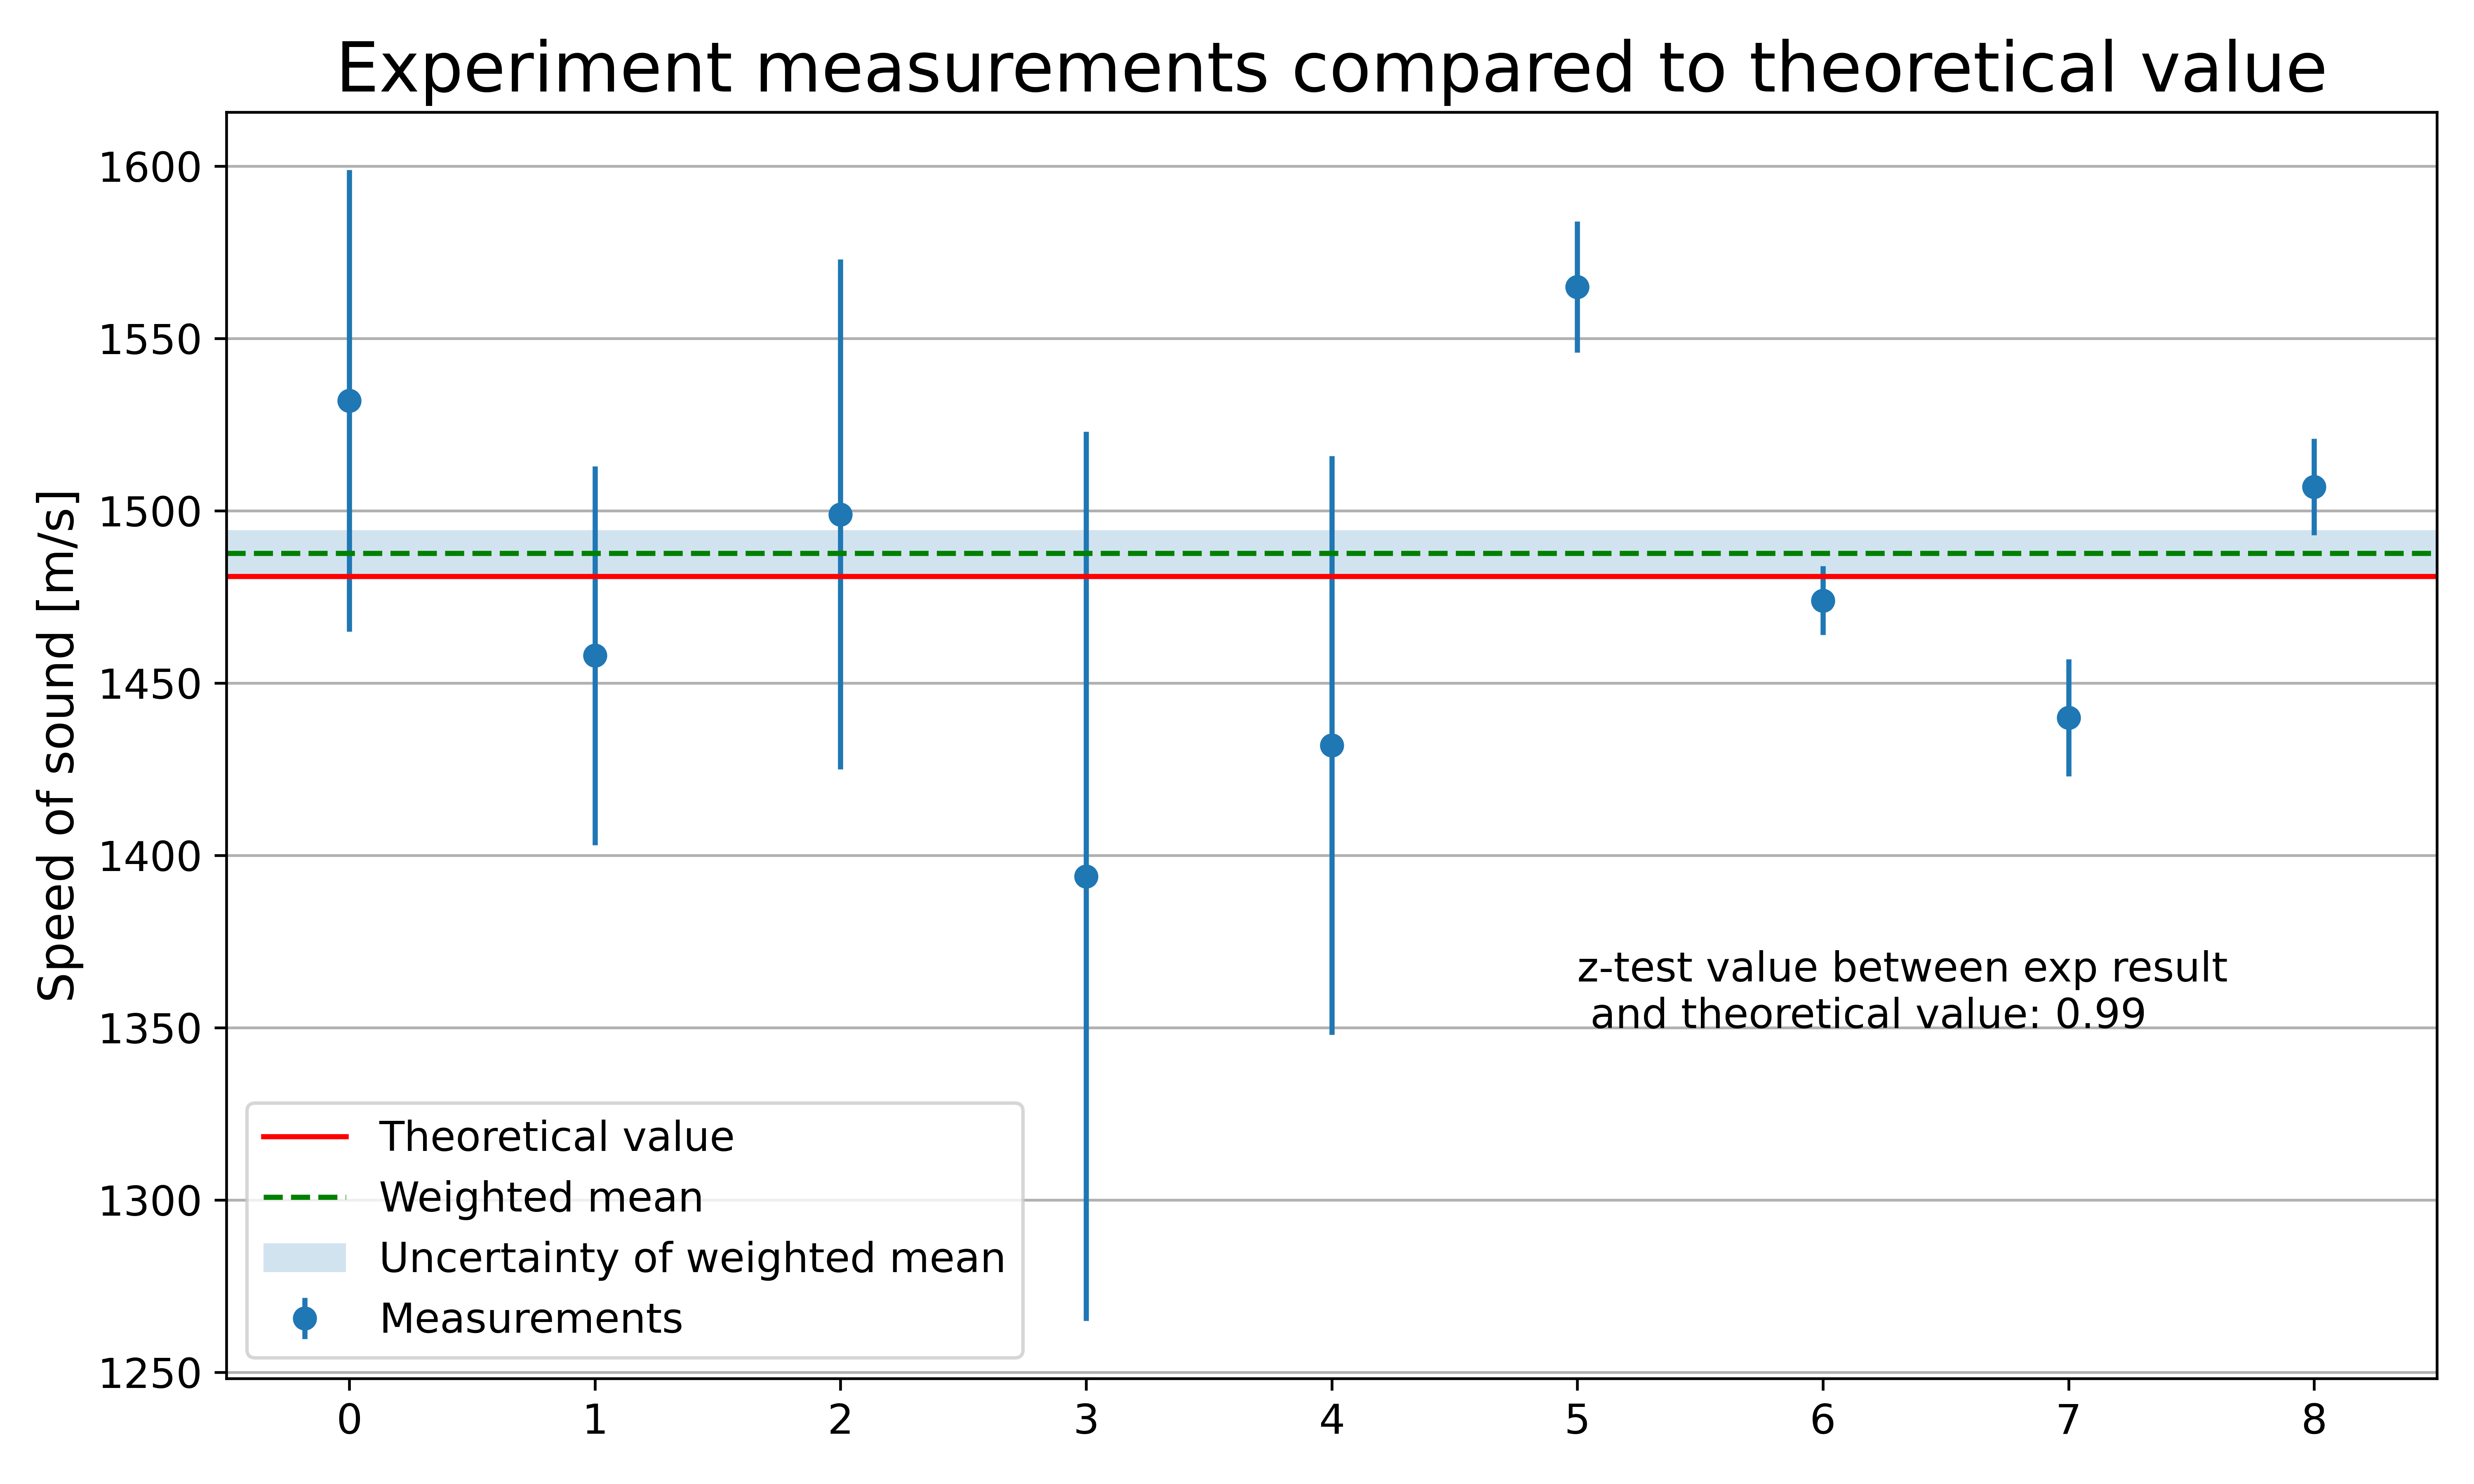 Experiment measurements compared to theoretical value
1600
1550
1500
1450
1400
1350
1300
1250
Speed of sound [m/s]
z-test value between exp result
and theoretical value: 0.99
Theoretical value
Weighted mean
Uncertainty of weighted mean
Measurements
0 1 2 3 4 5 6 7 8